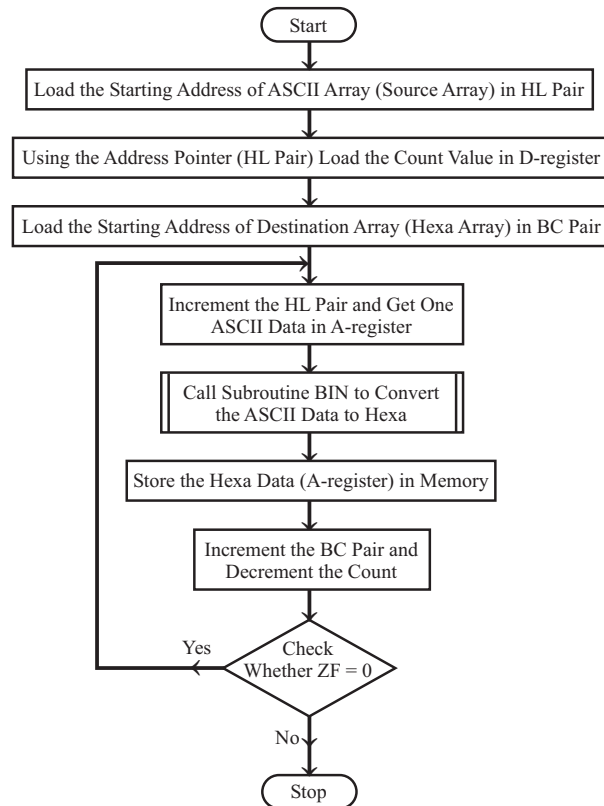 Start
Load the Starting Address of ASCII Array (Source Array) in HL Pair
Using the Address Pointer (HL Pair) Load the Count Value in D-register
Load the Starting Address of Destination Array (Hexa Array) in BC Pair
Increment the HL Pair and Get One
ASCII Data in A-register
Call Subroutine BIN to Convert
the ASCII Data to Hexa
Store the Hexa Data (A-register) in Memory
Increment the BC Pair and
Decrement the Count
Yes
Check
Whether ZF = 0
No
Stop